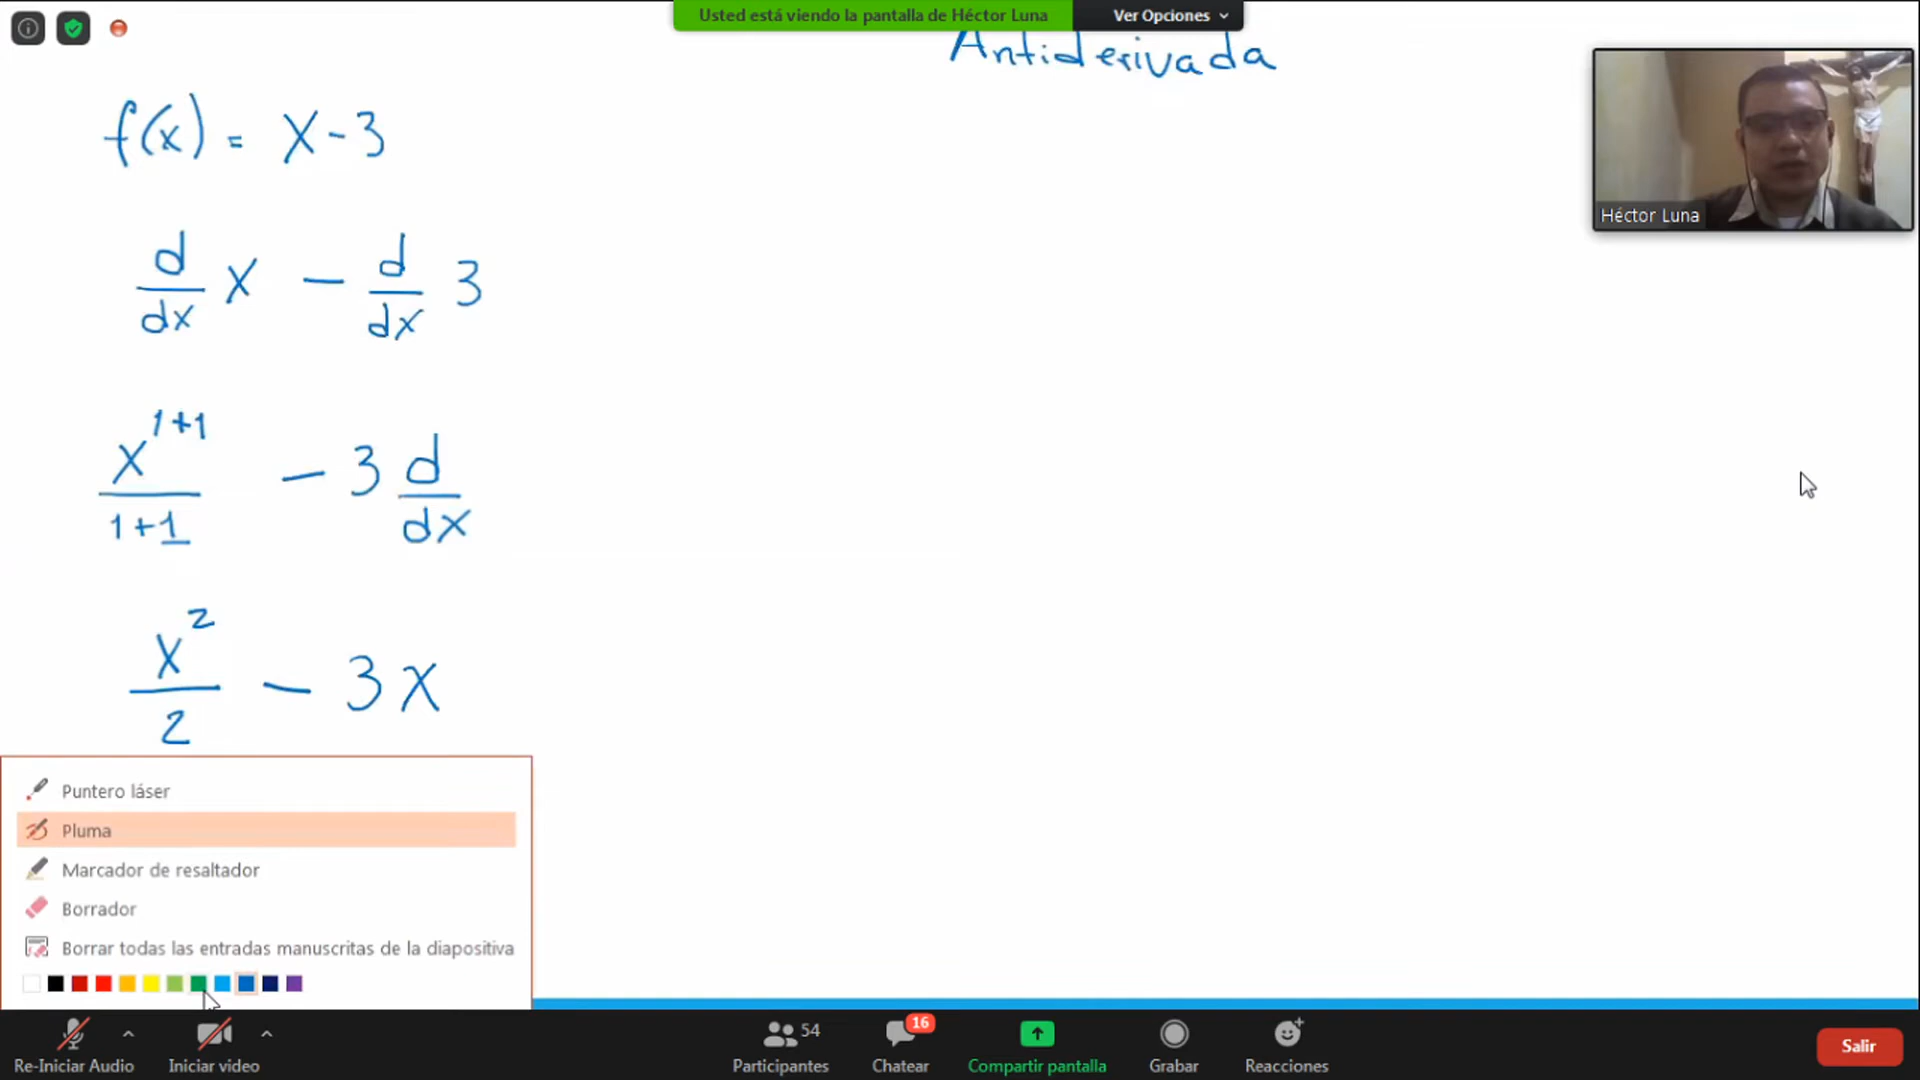 Usted está viendo la pantalla de Héctor Luna
Ver Opciones
Antiderivada
f(x) = x - 3
d/dx x - d/dx 3
x^1+1/1+1 - 3 d/dx
x^2/2 - 3x
Héctor Luna
Puntero láser
Pluma
Marcador de resaltador
Borrador
Borrar todas las entradas manuscritas de la diapositiva
Re-Iniciar Audio
Iniciar video
54
Participantes
16
Chatear
Compartir pantalla
Grabar
Reacciones
Salir